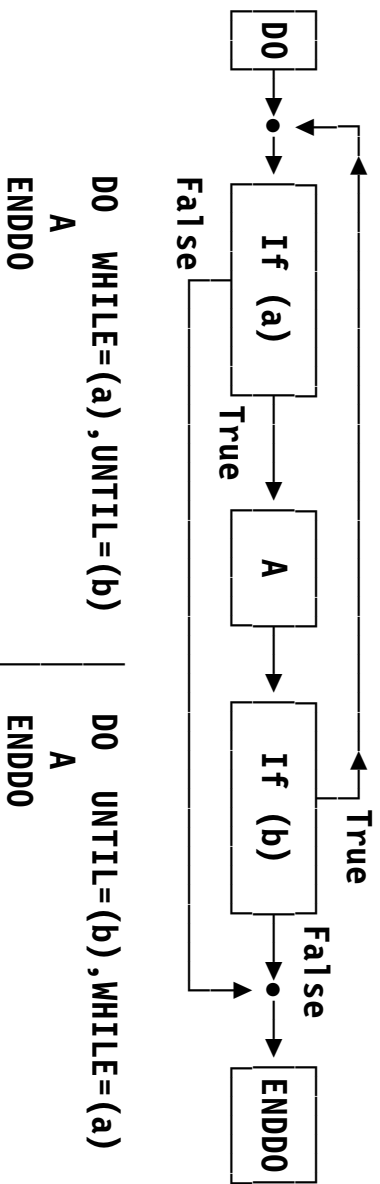 DO
If (a)
True
A
If (b)
True
False
ENDDO
False
DO WHILE=(a),UNTIL=(b)
A
ENDDO
DO UNTIL=(b),WHILE=(a)
A
ENDDO